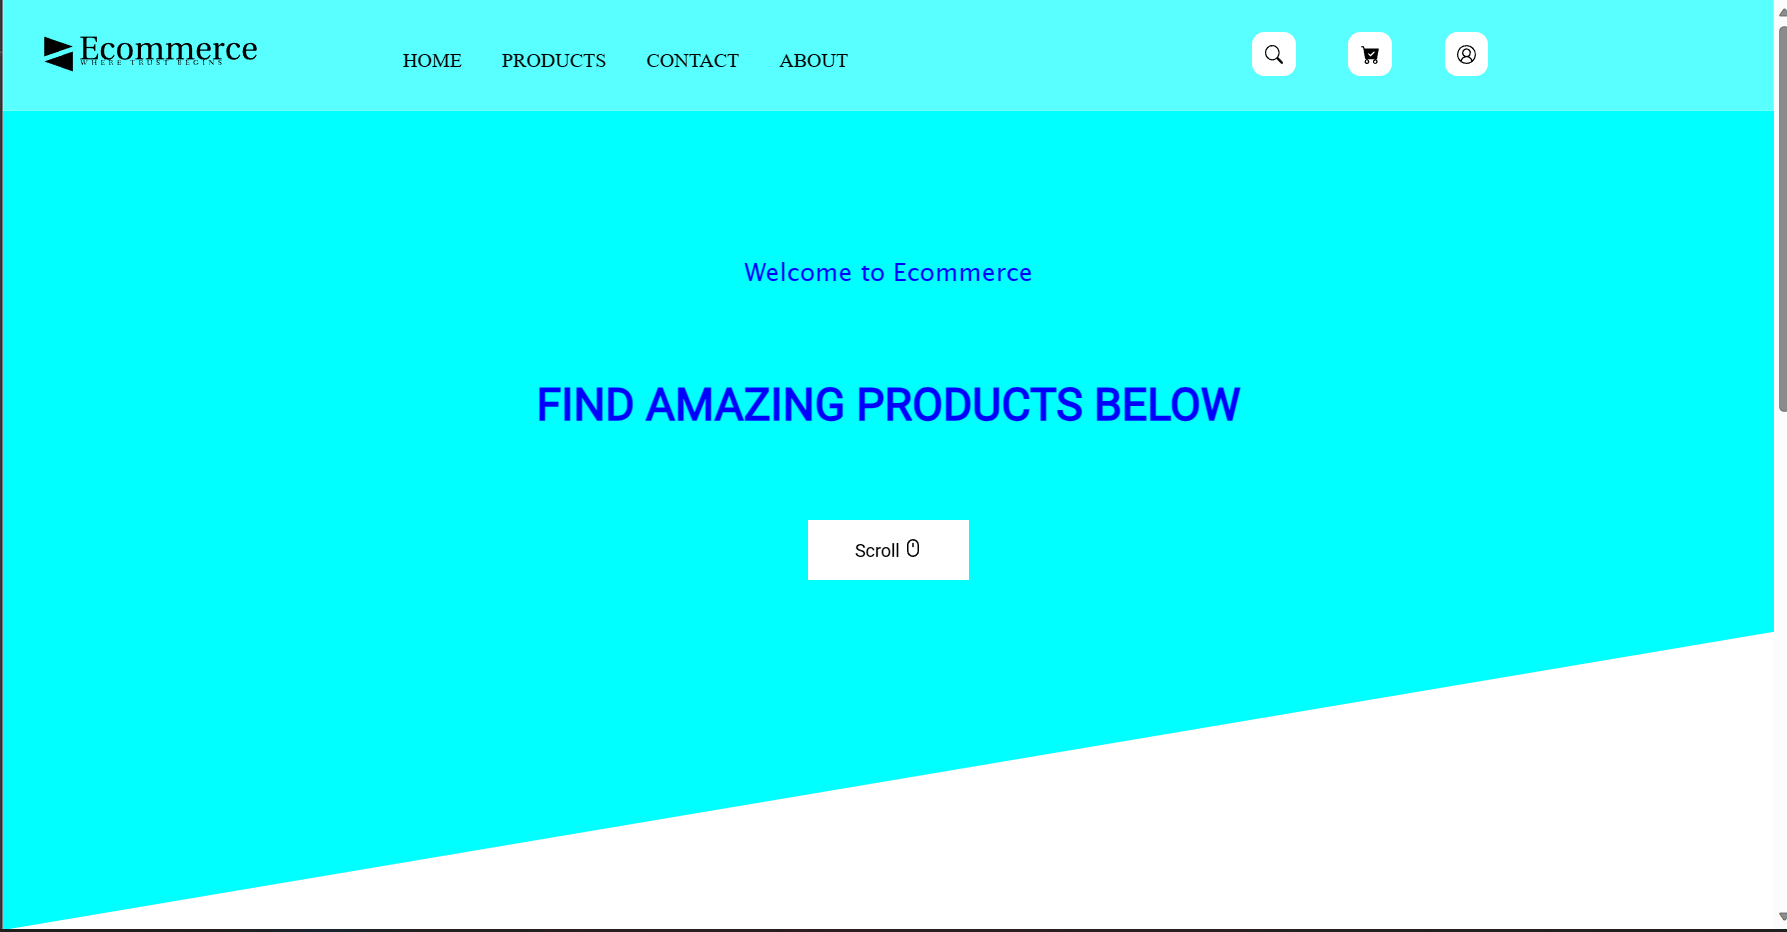 Ecommerce
WHERE TRUST BEGINS
HOME PRODUCTS CONTACT ABOUT
Welcome to Ecommerce
FIND AMAZING PRODUCTS BELOW
Scroll